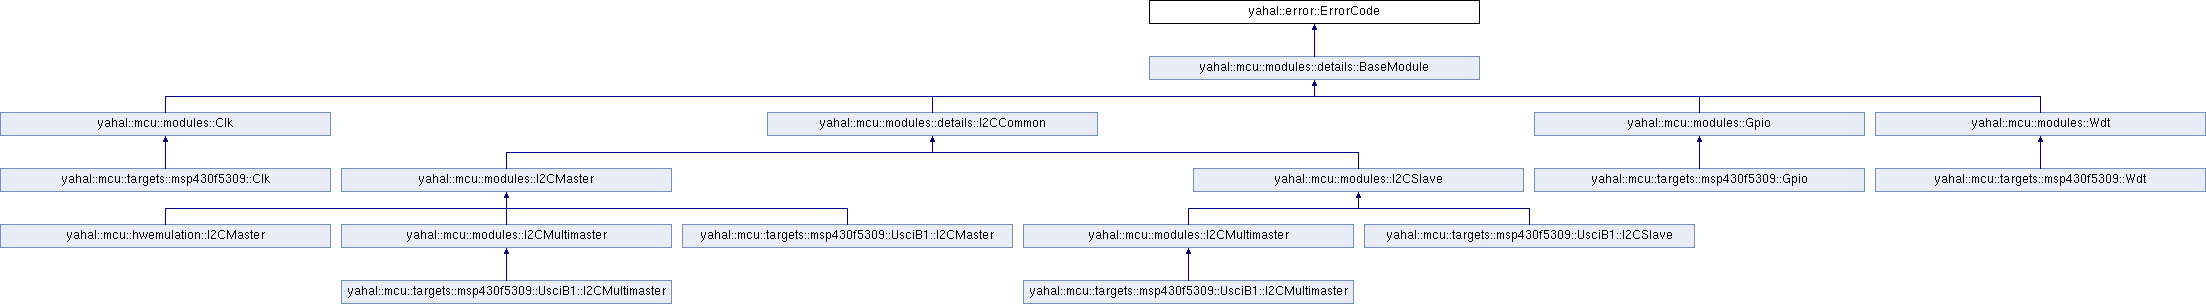 yahal::error::ErrorCode
yahal::mcu::modules::details::BaseModule
yahal::mcu::modules::Clk
yahal::mcu::modules::details::I2CCommon
yahal::mcu::modules::Gpio
yahal::mcu::modules::Wdt
yahal::mcu::targets::msp430f5309::Clk
yahal::mcu::modules::I2CMaster
yahal::mcu::modules::I2CSlave
yahal::mcu::targets::msp430f5309::Gpio
yahal::mcu::targets::msp430f5309::Wdt
yahal::mcu::hwemulation::I2CMaster
yahal::mcu::modules::I2CMultimaster
yahal::mcu::targets::msp430f5309::UsciB1::I2CMaster
yahal::mcu::modules::I2CMultimaster
yahal::mcu::targets::msp430f5309::UsciB1::I2CSlave
yahal::mcu::targets::msp430f5309::UsciB1::I2CMultimaster
yahal::mcu::targets::msp430f5309::UsciB1::I2CMultimaster